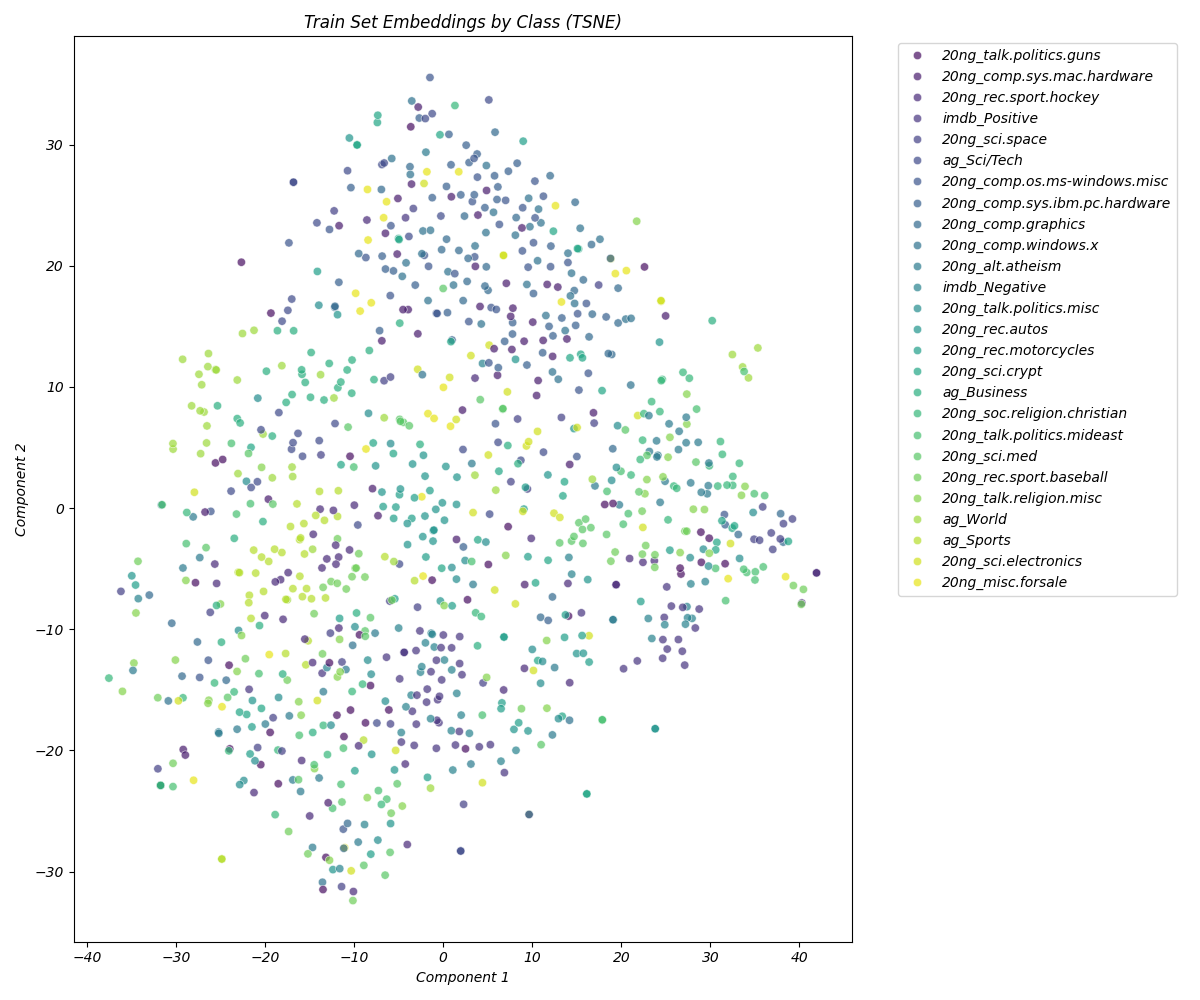 Train Set Embeddings by Class (TSNE)
20ng_talk.politics.guns
20ng_comp.sys.mac.hardware
20ng_rec.sport.hockey
imdb_Positive
20ng_sci.space
ag_Sci/Tech
20ng_comp.os.ms-windows.misc
20ng_comp.sys.ibm.pc.hardware
20ng_comp.graphics
20ng_comp.windows.x
20ng_alt.atheism
imdb_Negative
20ng_talk.politics.misc
20ng_rec.autos
20ng_rec.motorcycles
20ng_sci.crypt
ag_Business
20ng_soc.religion.christian
20ng_talk.politics.mideast
20ng_sci.med
20ng_rec.sport.baseball
20ng_talk.religion.misc
ag_World
ag_Sports
20ng_sci.electronics
20ng_misc.forsale
Component 2
30
20
10
0
−10
−20
−30
−40 −30 −20 −10 0 10 20 30 40
Component 1